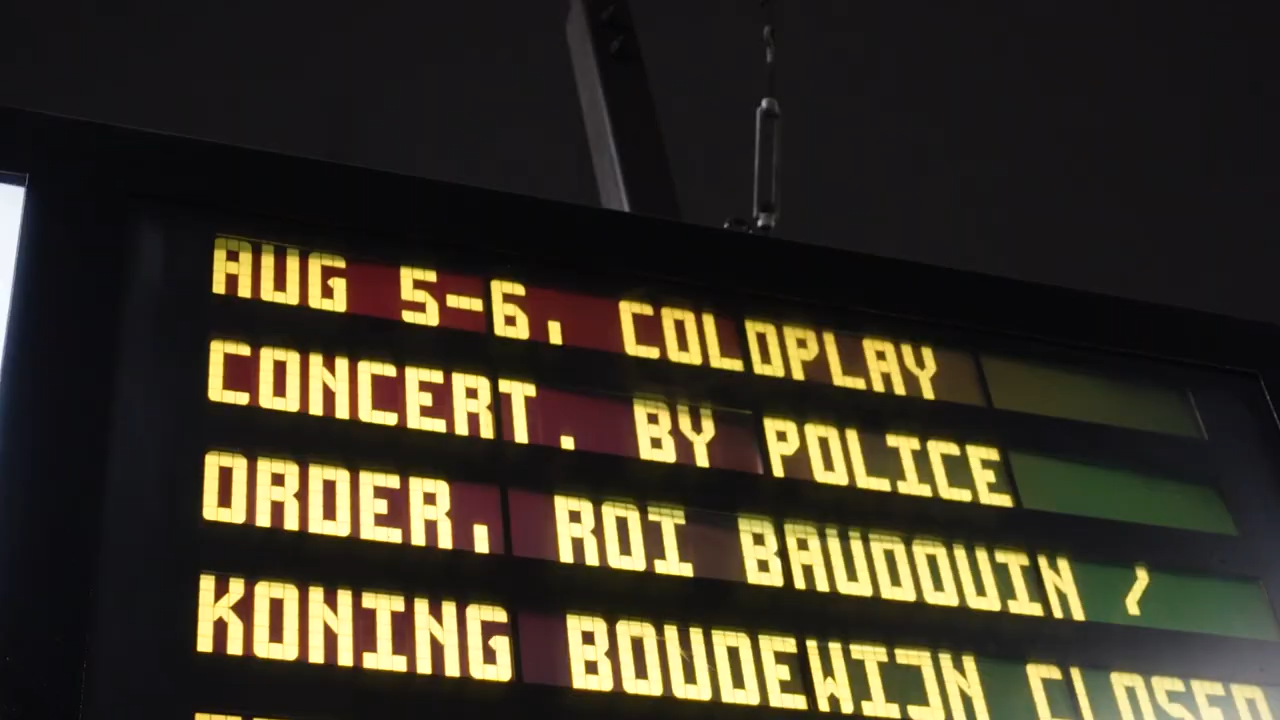 AUG 5-6, COLOPLAY
CONCERT. BY POLICE
ORDER, ROI BAUDOUIN /
KONING BOUDEWIJN CLOSED